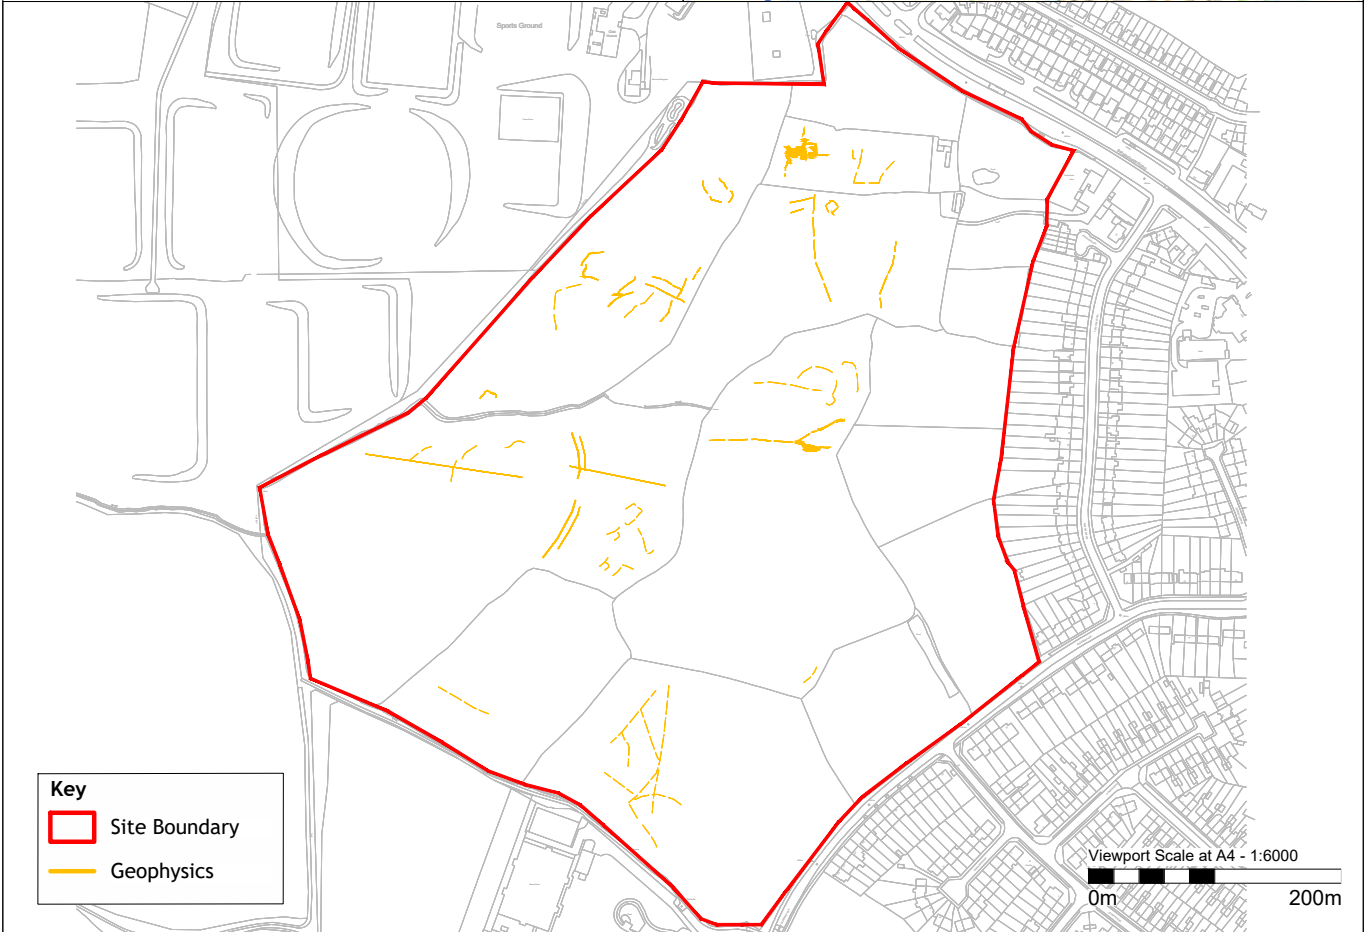 Sports Ground
Key
Site Boundary
Geophysics
Viewport Scale at A4 - 1:6000
0m 200m